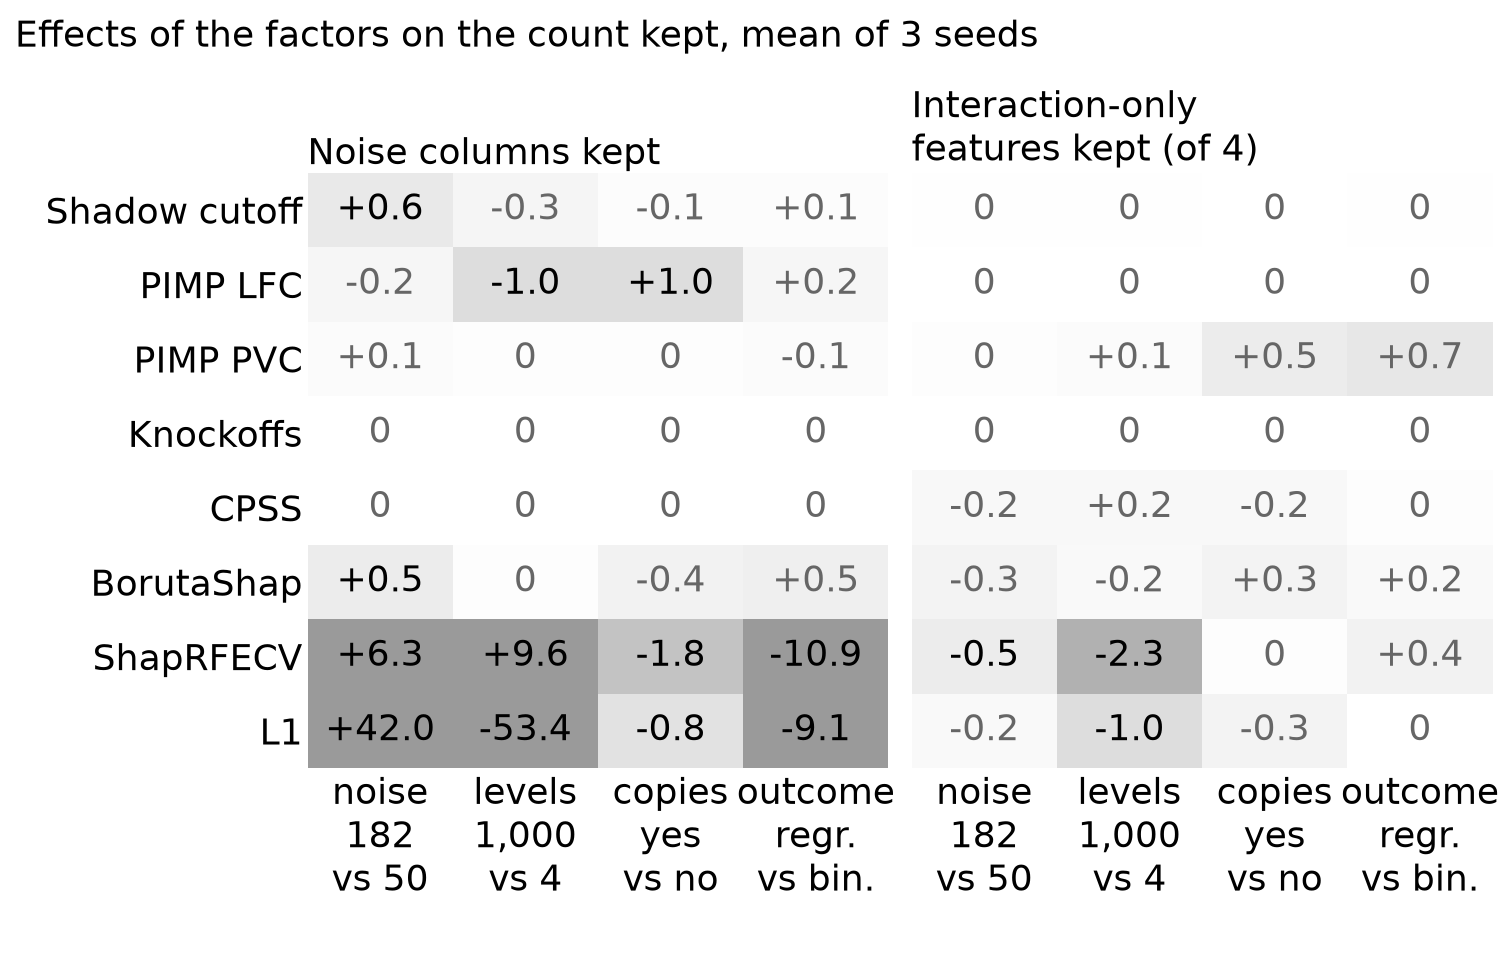 Effects of the factors on the count kept, mean of 3 seeds
Noise columns kept
Interaction-only
features kept (of 4)
Shadow cutoff +0.6 -0.3 -0.1 +0.1 0 0 0 0
PIMP LFC -0.2 -1.0 +1.0 +0.2 0 0 0 0
PIMP PVC +0.1 0 0 -0.1 0 +0.1 +0.5 +0.7
Knockoffs 0 0 0 0 0 0 0 0
CPSS 0 0 0 0 -0.2 +0.2 -0.2 0
BorutaShap +0.5 0 -0.4 +0.5 -0.3 -0.2 +0.3 +0.2
ShapRFECV +6.3 +9.6 -1.8 -10.9 -0.5 -2.3 0 +0.4
L1 +42.0 -53.4 -0.8 -9.1 -0.2 -1.0 -0.3 0
noise levels copies outcome noise levels copies outcome
182 1,000 yes regr. 182 1,000 yes regr.
vs 50 vs 4 vs no vs bin. vs 50 vs 4 vs no vs bin.